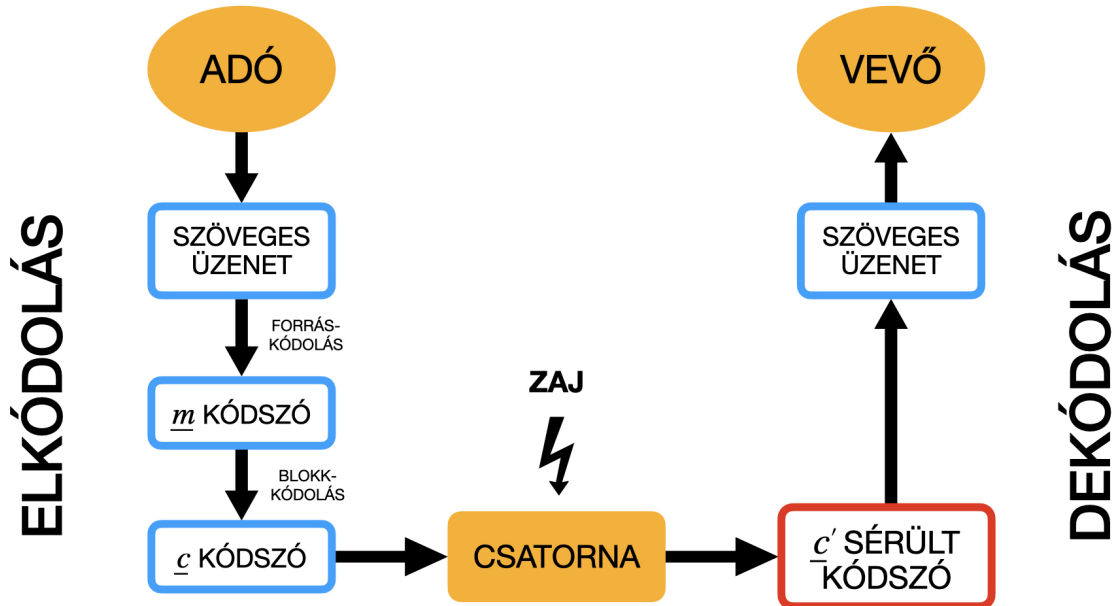 ADÓ
VEVŐ
ELKÓDOLÁS
SZÖVEGES
ÜZENET
FORRÁS-
KÓDOLÁS
m KÓDSZÓ
BLOKK-
KÓDOLÁS
c KÓDSZÓ
ZAJ
CSATORNA
c′ SÉRÜLT
KÓDSZÓ
SZÖVEGES
ÜZENET
DEKÓDOLÁS